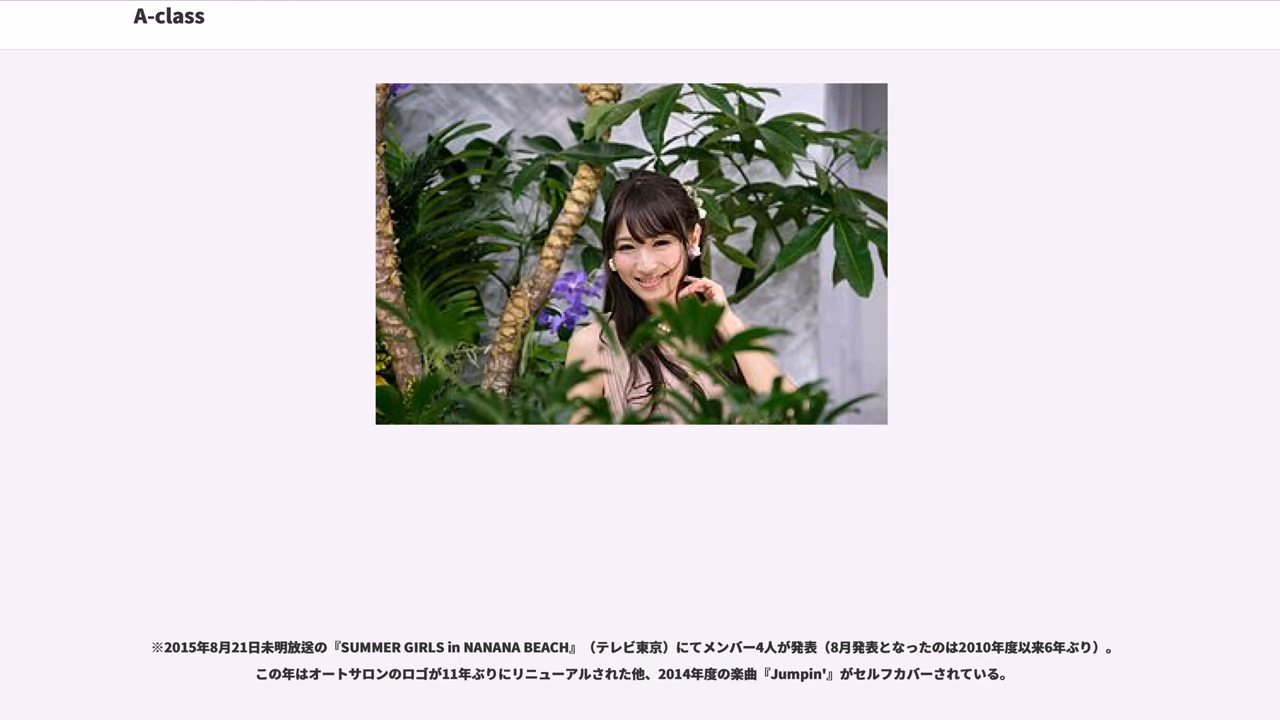 A-class
※2015年8月21日未明放送の『SUMMER GIRLS in NANANA BEACH』（テレビ東京）にてメンバー4人が発表（8月発表となったのは2010年度以来6年ぶり）。
この年はオートサロンのロゴが11年ぶりにリニューアルされた他、2014年度の楽曲『Jumpin'』がセルフカバーされている。